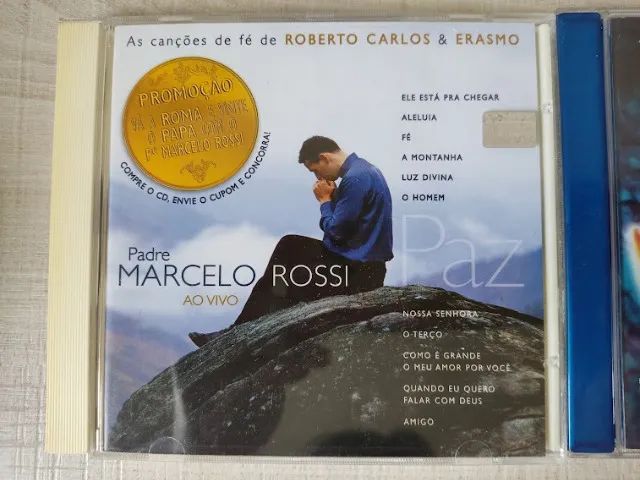 As canções de fé de ROBERTO CARLOS & ERASMO
PROMOÇÃO
VÁ A ROMA E VISITE
O PAPA COM O
Pe MARCELO ROSSI
COMPRE O CD, ENVIE O CUPOM E CONCORRA!
ELE ESTÁ PRA CHEGAR
ALELUIA
FÉ
A MONTANHA
LUZ DIVINA
O HOMEM
Paz
Padre
MARCELO ROSSI
AO VIVO
NOSSA SENHORA
O TERÇO
COMO É GRANDE
O MEU AMOR POR VOCÊ
QUANDO EU QUERO
FALAR COM DEUS
AMIGO